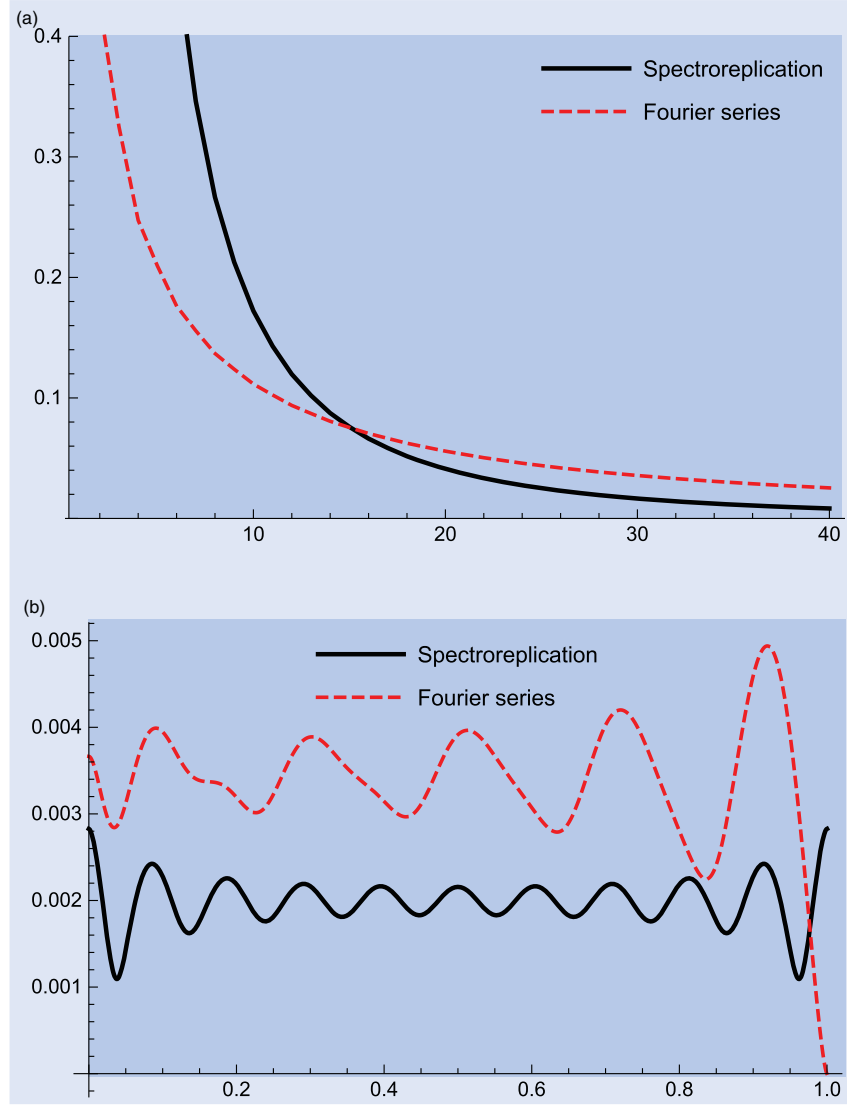 (a)
0.4
Spectroreplication
Fourier series
0.3
0.2
0.1
10 20 30 40
(b)
0.005
Spectroreplication
Fourier series
0.004
0.003
0.002
0.001
0.2 0.4 0.6 0.8 1.0